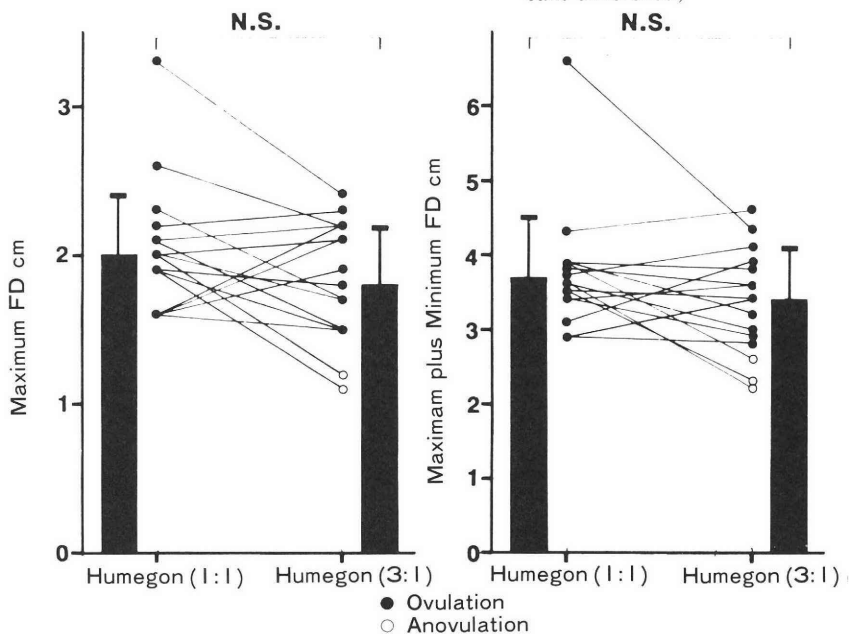 N.S.
N.S.
Maximum FD cm
3
2
1
0
Humegon (1:1)
Humegon (3:1)
Maximam plus Minimum FD cm
6
5
4
3
2
1
0
Humegon (1:1)
Humegon (3:1)
● Ovulation
○ Anovulation